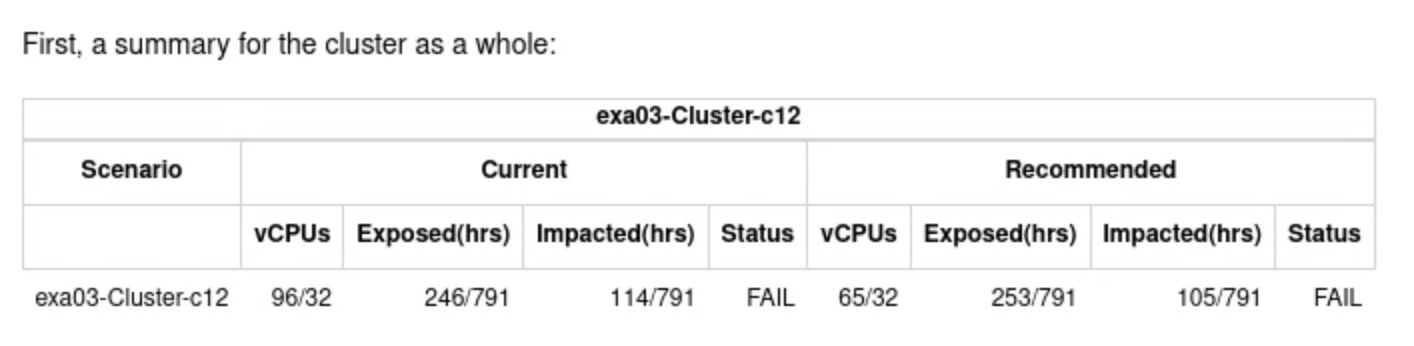 First, a summary for the cluster as a whole:
exa03-Cluster-c12
Scenario Current Recommended
vCPUs Exposed(hrs) Impacted(hrs) Status vCPUs Exposed(hrs) Impacted(hrs) Status
exa03-Cluster-c12 96/32 246/791 114/791 FAIL 65/32 253/791 105/791 FAIL